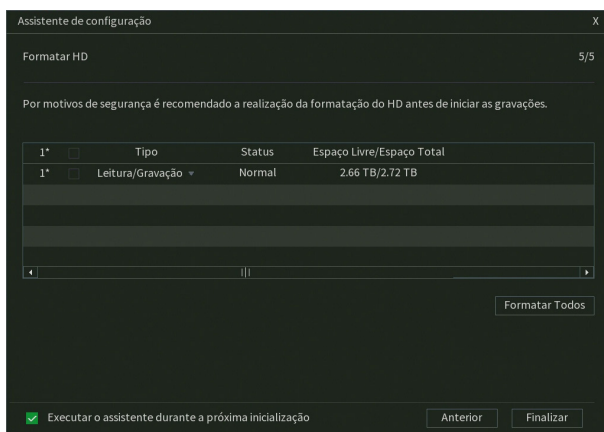 Assistente de configuração X
Formatar HD 5/5
Por motivos de segurança é recomendado a realização da formatação do HD antes de iniciar as gravações.
1* Tipo Status Espaço Livre/Espaço Total
1* Leitura/Gravação Normal 2.66 TB/2.72 TB
Formatar Todos
Executar o assistente durante a próxima inicialização Anterior Finalizar